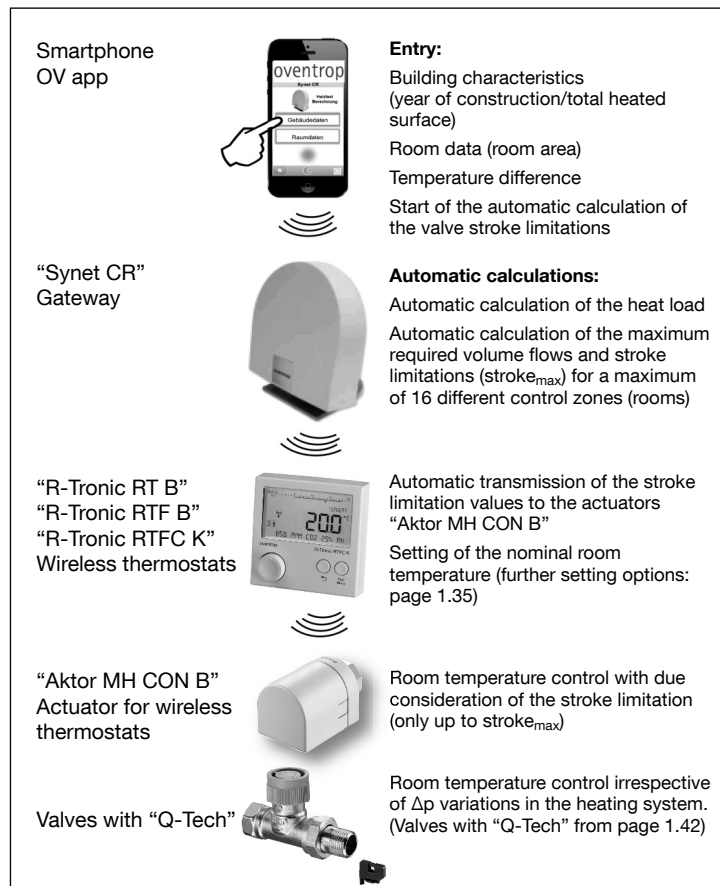 Smartphone
OV app
oventrop
Synet CR
Heizlast
Berechnung
Gebäudedaten
Raumdaten
Entry:
Building characteristics
(year of construction/total heated
surface)
Room data (room area)
Temperature difference
Start of the automatic calculation of
the valve stroke limitations
“Synet CR”
Gateway
Automatic calculations:
Automatic calculation of the heat load
Automatic calculation of the maximum
required volume flows and stroke
limitations (strokemax) for a maximum
of 16 different control zones (rooms)
“R-Tronic RT B”
“R-Tronic RTF B”
“R-Tronic RTFC K”
Wireless thermostats
200
850 PPM CO2 25% RH
oventrop
R-Tronic RTFC K
Automatic transmission of the stroke
limitation values to the actuators
“Aktor MH CON B”
Setting of the nominal room
temperature (further setting options:
page 1.35)
“Aktor MH CON B”
Actuator for wireless
thermostats
Room temperature control with due
consideration of the stroke limitation
(only up to strokemax)
Valves with “Q-Tech”
Room temperature control irrespective
of Δp variations in the heating system.
(Valves with “Q-Tech” from page 1.42)